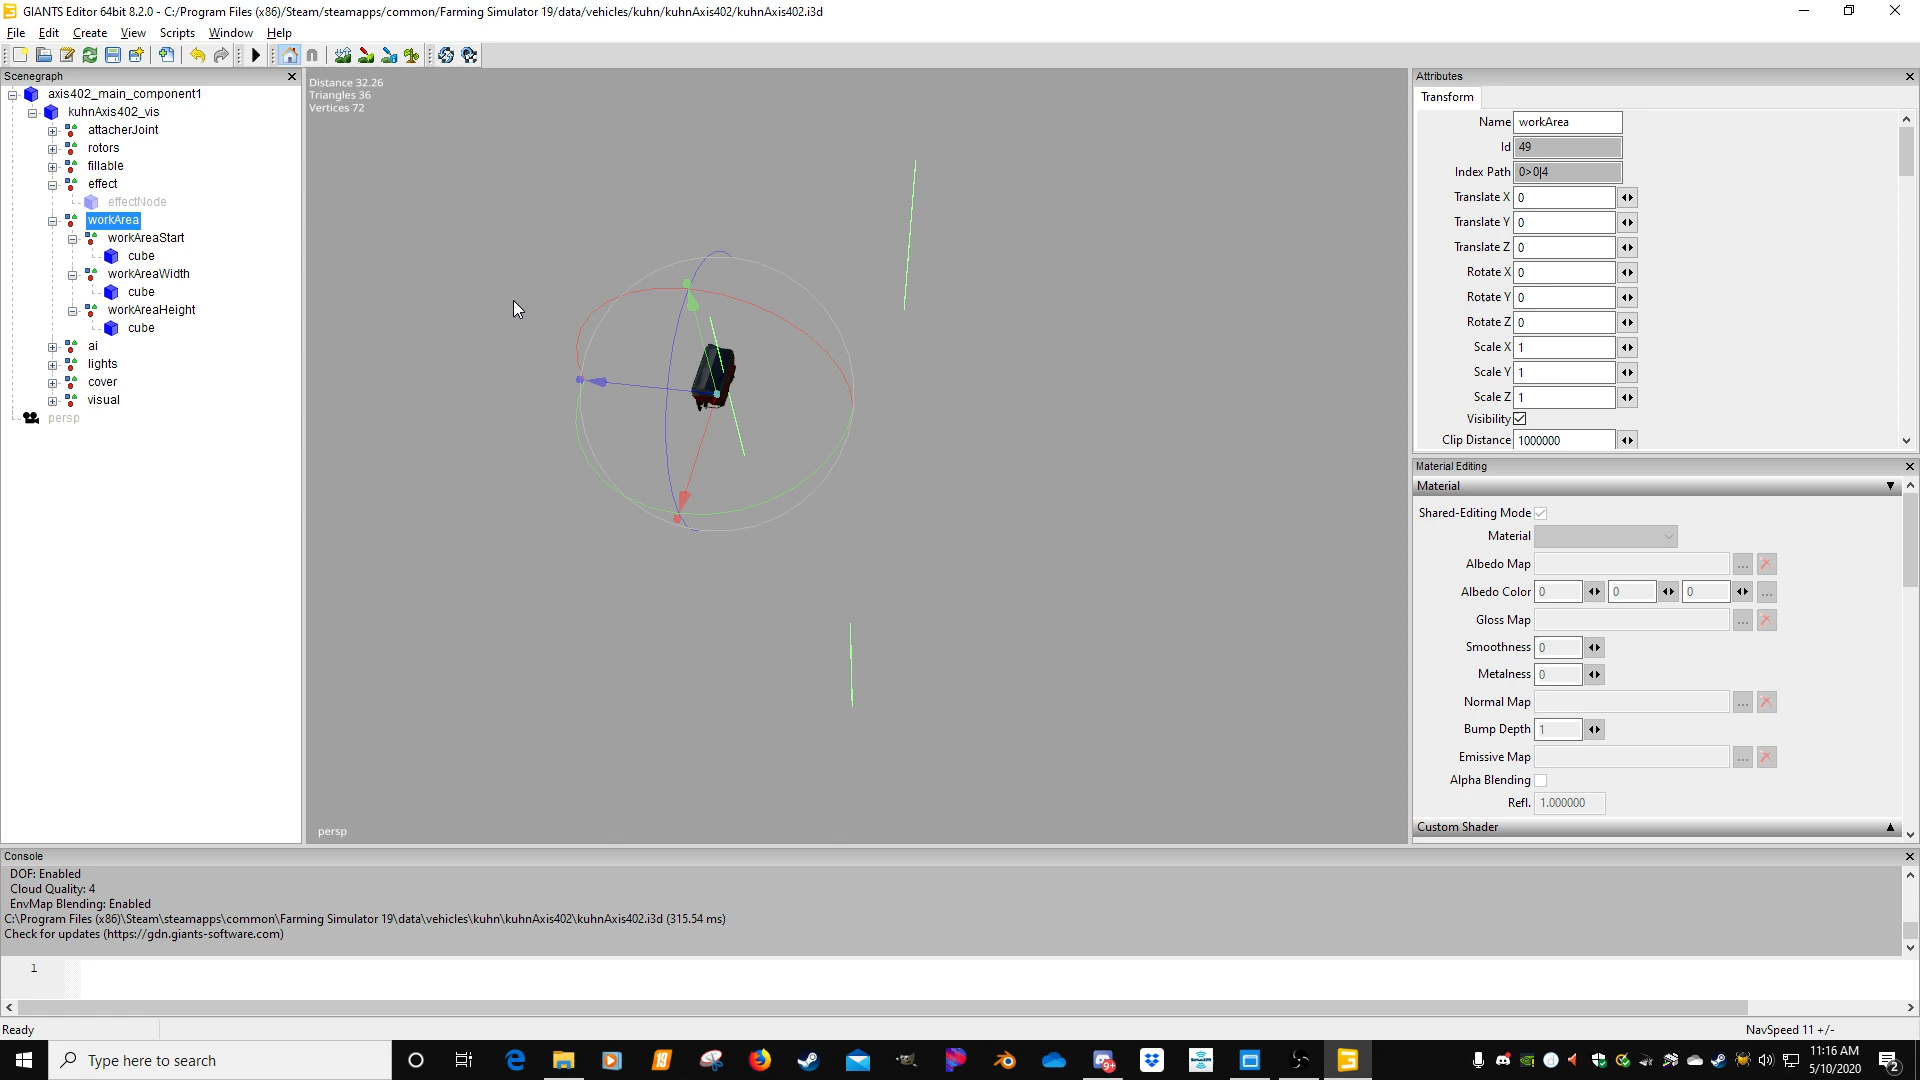 GIANTS Editor 64bit 8.2.0 - C:/Program Files (x86)/Steam/steamapps/common/Farming Simulator 19/data/vehicles/kuhn/kuhnAxis402/kuhnAxis402.i3d
File Edit Create View Scripts Window Help
Scenegraph
axis402_main_component1
kuhnAxis402_vis
attacherJoint
rotors
fillable
effect
effectNode
workArea
workAreaStart
cube
workAreaWidth
cube
workAreaHeight
cube
ai
lights
cover
visual
persp
Distance 32.26
Triangles 36
Vertices 72
persp
Attributes
Transform
Name workArea
Id 49
Index Path 0>0|4
Translate X 0
Translate Y 0
Translate Z 0
Rotate X 0
Rotate Y 0
Rotate Z 0
Scale X 1
Scale Y 1
Scale Z 1
Visibility
Clip Distance 1000000
Material Editing
Material
Shared-Editing Mode
Material
Albedo Map ...
Albedo Color 0 0 0 ...
Gloss Map ...
Smoothness 0
Metalness 0
Normal Map ...
Bump Depth 1
Emissive Map ...
Alpha Blending
Refl. 1.000000
Custom Shader
Console
DOF: Enabled
Cloud Quality: 4
EnvMap Blending: Enabled
C:\Program Files (x86)\Steam\steamapps\common\Farming Simulator 19\data\vehicles\kuhn\kuhnAxis402\kuhnAxis402.i3d (315.54 ms)
Check for updates (https://gdn.giants-software.com)
1
Ready
NavSpeed 11 +/-
Type here to search
19
9+
11:16 AM
5/10/2020
2